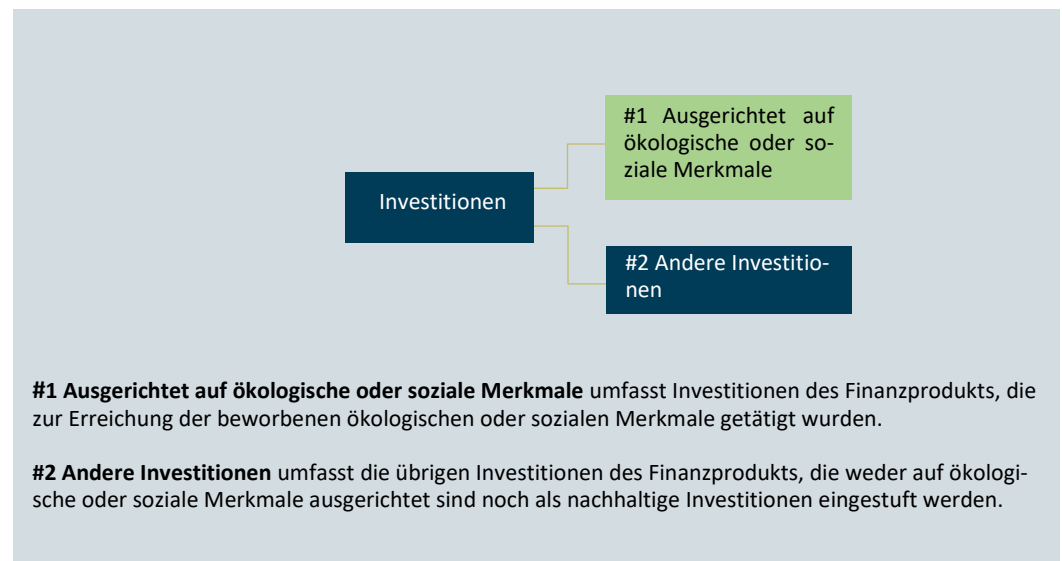 #1 Ausgerichtet auf
ökologische oder so-
ziale Merkmale
Investitionen
#2 Andere Investitio-
nen
#1 Ausgerichtet auf ökologische oder soziale Merkmale umfasst Investitionen des Finanzprodukts, die
zur Erreichung der beworbenen ökologischen oder sozialen Merkmale getätigt wurden.
#2 Andere Investitionen umfasst die übrigen Investitionen des Finanzprodukts, die weder auf ökologi-
sche oder soziale Merkmale ausgerichtet sind noch als nachhaltige Investitionen eingestuft werden.